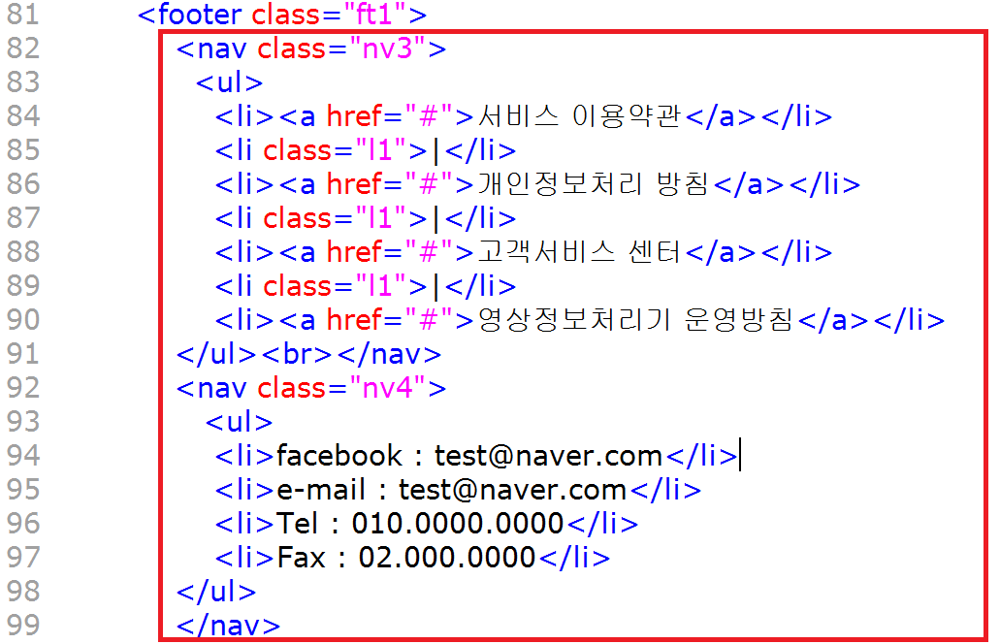 81 <footer class="ft1">
82 <nav class="nv3">
83 <ul>
84 <li><a href="#">서비스 이용약관</a></li>
85 <li class="l1">|</li>
86 <li><a href="#">개인정보처리 방침</a></li>
87 <li class="l1">|</li>
88 <li><a href="#">고객서비스 센터</a></li>
89 <li class="l1">|</li>
90 <li><a href="#">영상정보처리기 운영방침</a></li>
91 </ul><br></nav>
92 <nav class="nv4">
93 <ul>
94 <li>facebook : test@naver.com</li>
95 <li>e-mail : test@naver.com</li>
96 <li>Tel : 010.0000.0000</li>
97 <li>Fax : 02.000.0000</li>
98 </ul>
99 </nav>